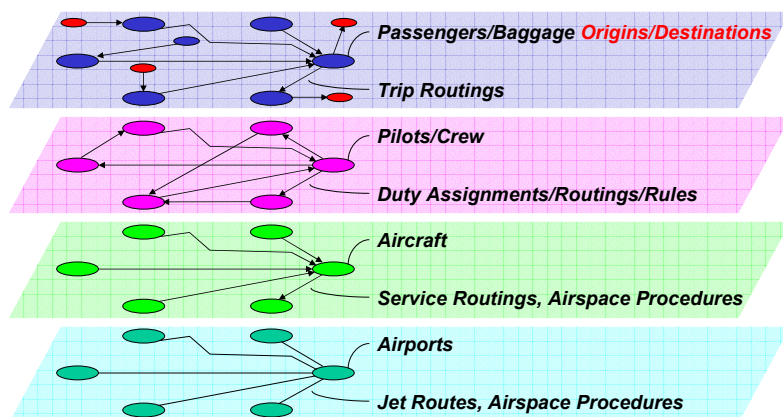 Passengers/Baggage Origins/Destinations
Trip Routings
Pilots/Crew
Duty Assignments/Routings/Rules
Aircraft
Service Routings, Airspace Procedures
Airports
Jet Routes, Airspace Procedures